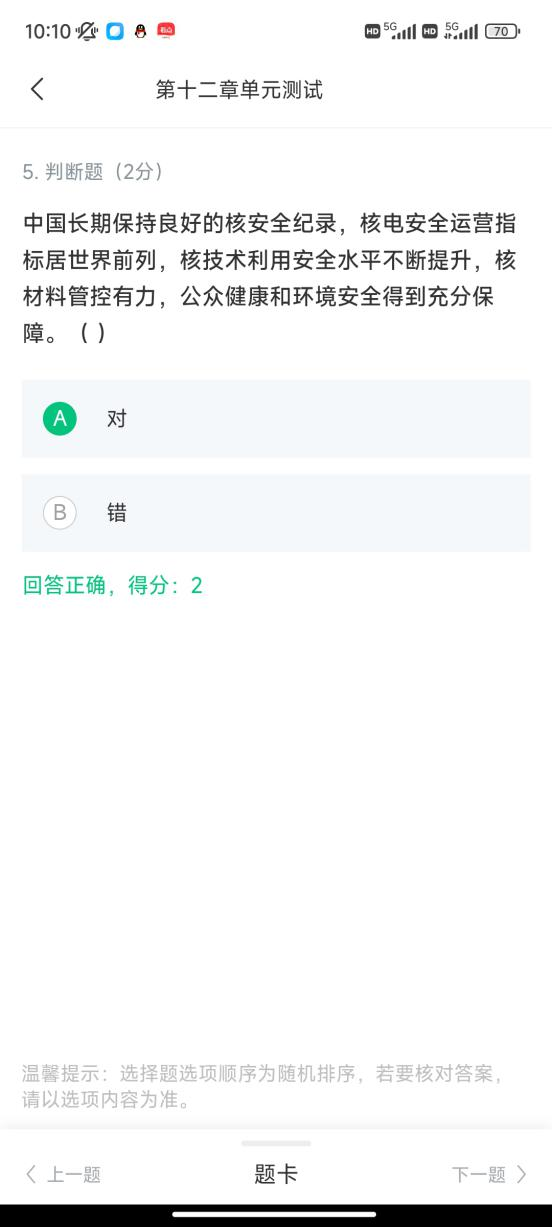 10:10 HD 5G HD 5G 70
第十二章单元测试
5. 判断题（2分）
中国长期保持良好的核安全纪录，核电安全运营指
标居世界前列，核技术利用安全水平不断提升，核
材料管控有力，公众健康和环境安全得到充分保
障。（ ）
A 对
B 错
回答正确，得分：2
温馨提示：选择题选项顺序为随机排序，若要核对答案，
请以选项内容为准。
上一题 题卡 下一题